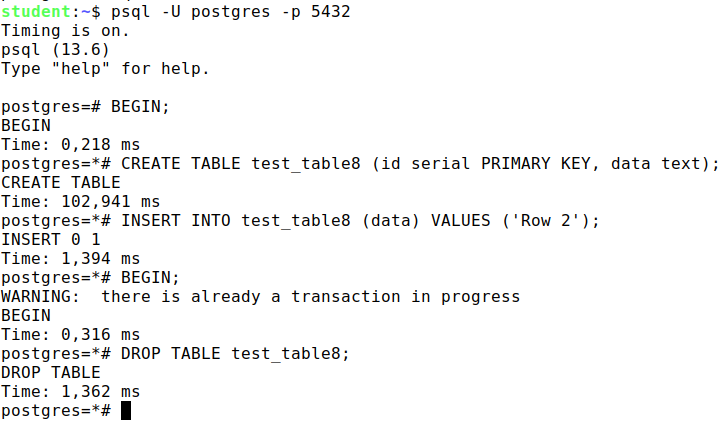 student:~$ psql -U postgres -p 5432
Timing is on.
psql (13.6)
Type "help" for help.
postgres=# BEGIN;
BEGIN
Time: 0,218 ms
postgres=*# CREATE TABLE test_table8 (id serial PRIMARY KEY, data text);
CREATE TABLE
Time: 102,941 ms
postgres=*# INSERT INTO test_table8 (data) VALUES ('Row 2');
INSERT 0 1
Time: 1,394 ms
postgres=*# BEGIN;
WARNING:  there is already a transaction in progress
BEGIN
Time: 0,316 ms
postgres=*# DROP TABLE test_table8;
DROP TABLE
Time: 1,362 ms
postgres=*#